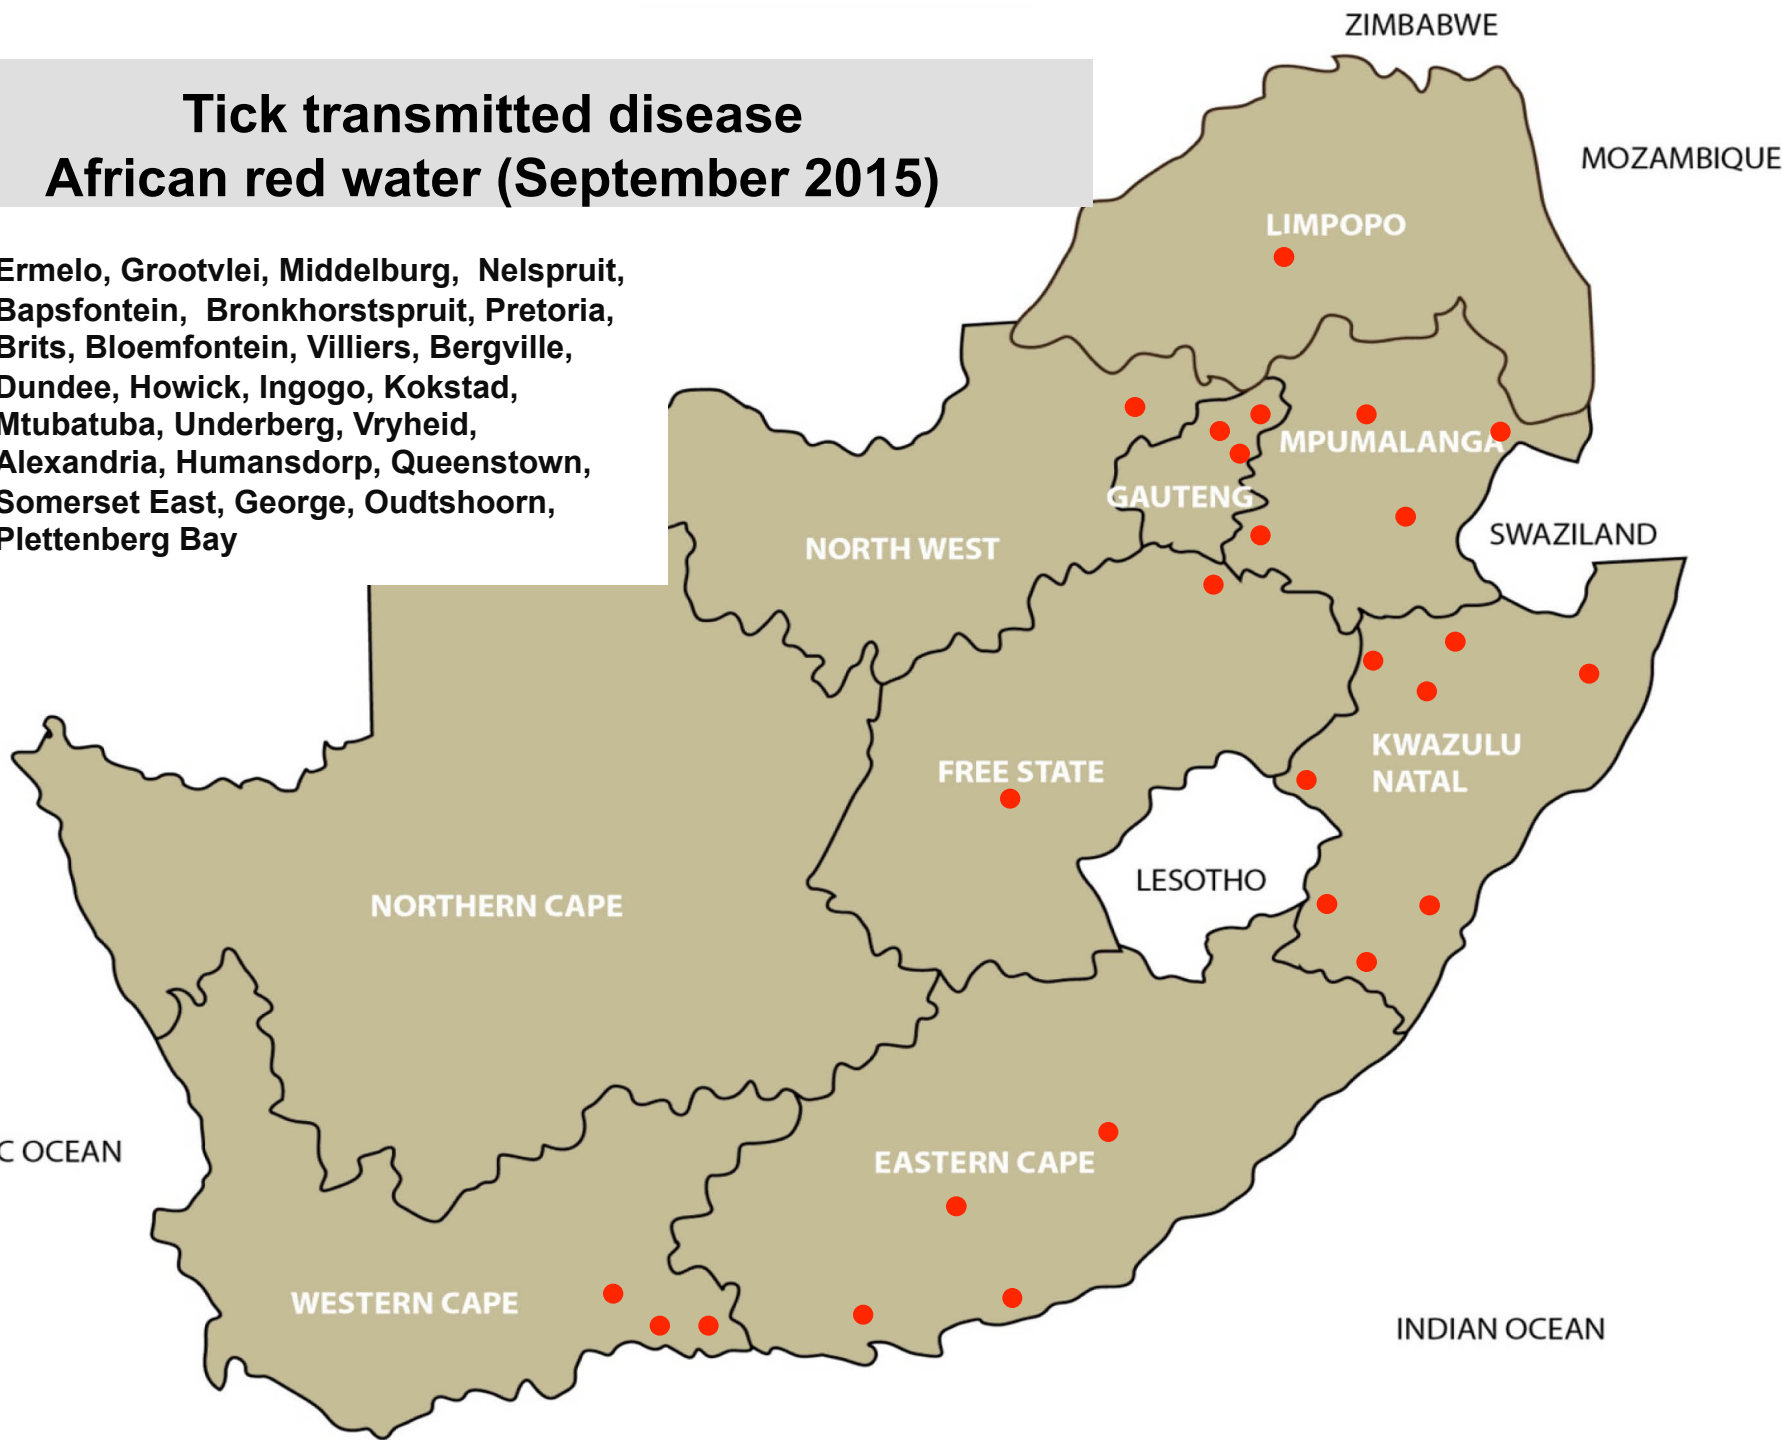 ZIMBABWE
Tick transmitted disease
African red water (September 2015)
MOZAMBIQUE
LIMPOPO
Ermelo, Grootvlei, Middelburg,  Nelspruit,
Bapsfontein,  Bronkhorstspruit, Pretoria,
Brits, Bloemfontein, Villiers, Bergville,
Dundee, Howick, Ingogo, Kokstad,
Mtubatuba, Underberg, Vryheid,
Alexandria, Humansdorp, Queenstown,
Somerset East, George, Oudtshoorn,
Plettenberg Bay
MPUMALANGA
GAUTENG
NORTH WEST
SWAZILAND
KWAZULU
NATAL
FREE STATE
LESOTHO
NORTHERN CAPE
C OCEAN
EASTERN CAPE
WESTERN CAPE
INDIAN OCEAN